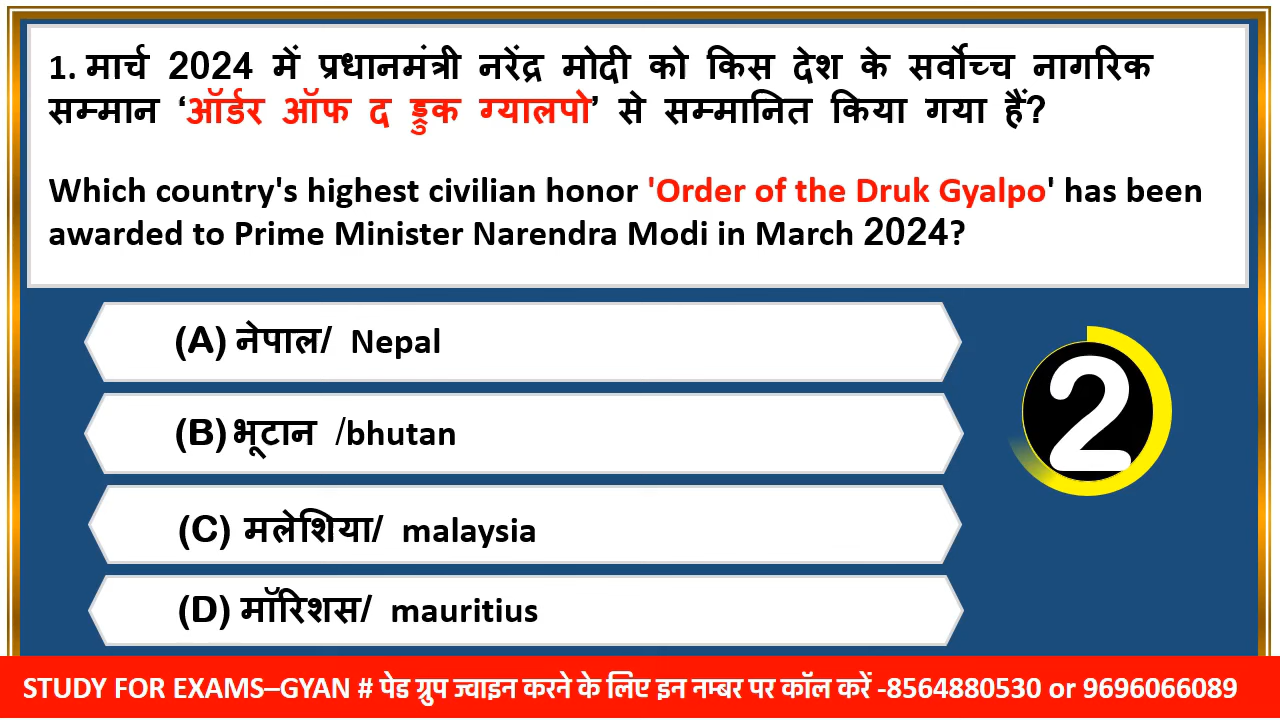 1. मार्च 2024 में प्रधानमंत्री नरेंद्र मोदी को किस देश के सर्वोच्च नागरिक
सम्मान ‘ऑर्डर ऑफ द ड्रुक ग्यालपो’ से सम्मानित किया गया हैं?
Which country's highest civilian honor 'Order of the Druk Gyalpo' has been
awarded to Prime Minister Narendra Modi in March 2024?
(A) नेपाल/ Nepal
(B) भूटान /bhutan
2
(C) मलेशिया/ malaysia
(D) मॉरिशस/ mauritius
STUDY FOR EXAMS–GYAN # पेड ग्रुप ज्वाइन करने के लिए इन नम्बर पर कॉल करें -8564880530 or 9696066089